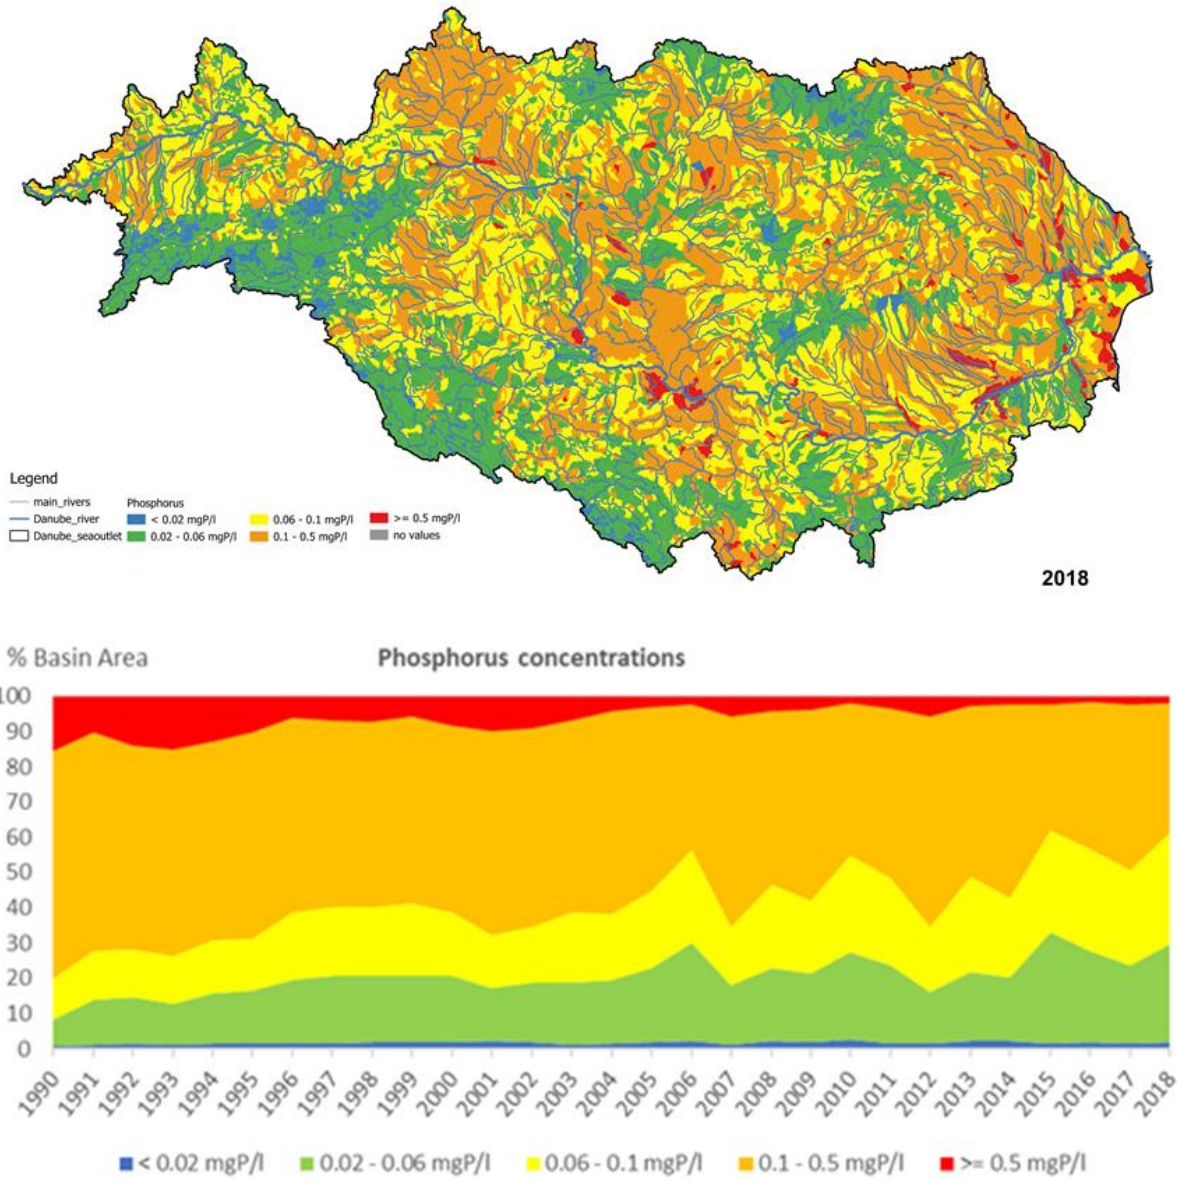 Legend
main_rivers
Danube_river
Danube_seaoutlet
Phosphorus
< 0.02 mgP/l
0.02 - 0.06 mgP/l
0.06 - 0.1 mgP/l
0.1 - 0.5 mgP/l
>= 0.5 mgP/l
no values
2018
% Basin Area
Phosphorus concentrations
100
90
80
70
60
50
40
30
20
10
0
1990 1991 1992 1993 1994 1995 1996 1997 1998 1999 2000 2001 2002 2003 2004 2005 2006 2007 2008 2009 2010 2011 2012 2013 2014 2015 2016 2017 2018
< 0.02 mgP/l 0.02 - 0.06 mgP/l 0.06 - 0.1 mgP/l 0.1 - 0.5 mgP/l >= 0.5 mgP/l